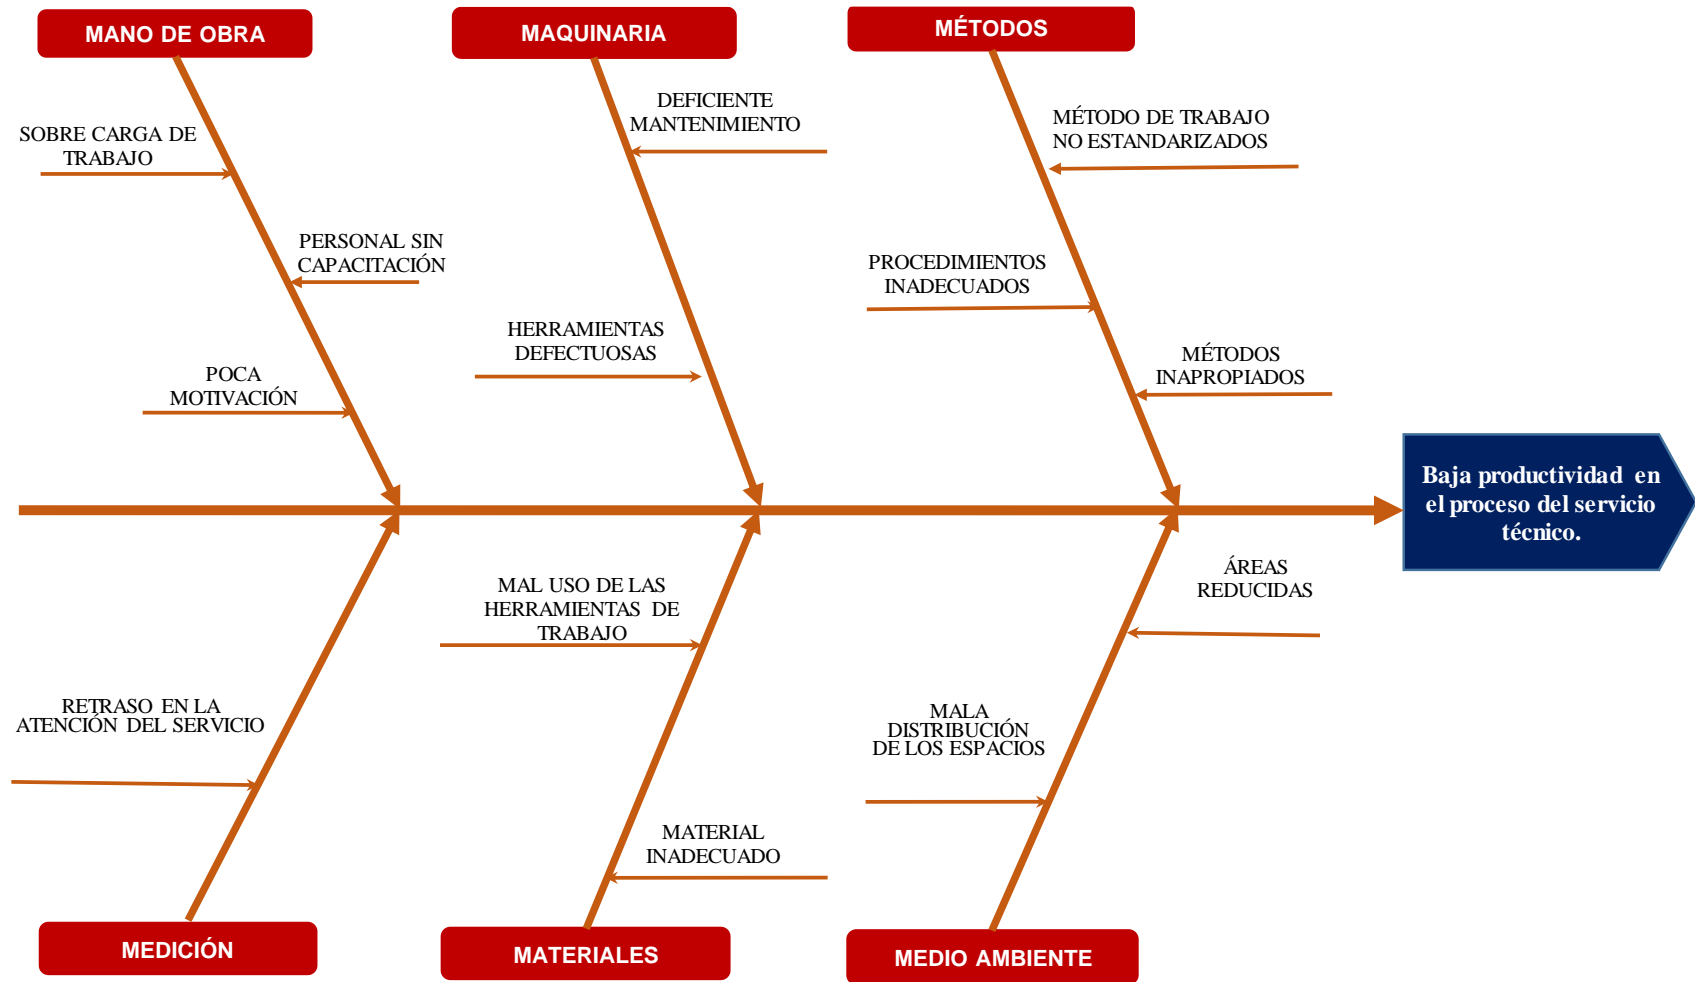 MANO DE OBRA
MAQUINARIA
MÉTODOS
SOBRE CARGA DE
TRABAJO
PERSONAL SIN
CAPACITACIÓN
POCA
MOTIVACIÓN
DEFICIENTE
MANTENIMIENTO
HERRAMIENTAS
DEFECTUOSAS
MÉTODO DE TRABAJO
NO ESTANDARIZADOS
PROCEDIMIENTOS
INADECUADOS
MÉTODOS
INAPROPIADOS
Baja productividad en
el proceso del servicio
técnico.
RETRASO EN LA
ATENCIÓN DEL SERVICIO
MAL USO DE LAS
HERRAMIENTAS DE
TRABAJO
MATERIAL
INADECUADO
ÁREAS
REDUCIDAS
MALA
DISTRIBUCIÓN
DE LOS ESPACIOS
MEDICIÓN
MATERIALES
MEDIO AMBIENTE